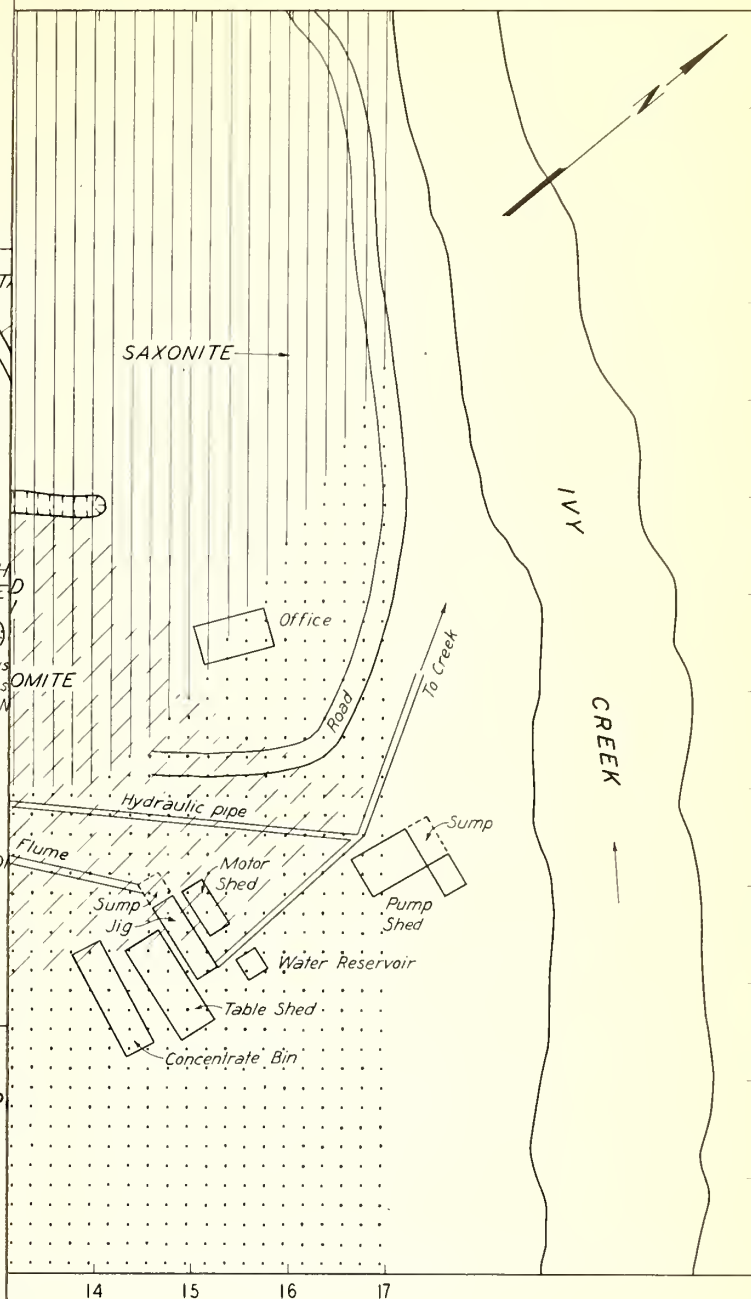 N
SAXONITE
IVY
CREEK
Office
Road
To Creek
OMITE
Hydraulic pipe
Flume
Sump
Motor
Shed
Sump
Jig
Pump
Shed
Water Reservoir
Table Shed
Concentrate Bin
14 15 16 17